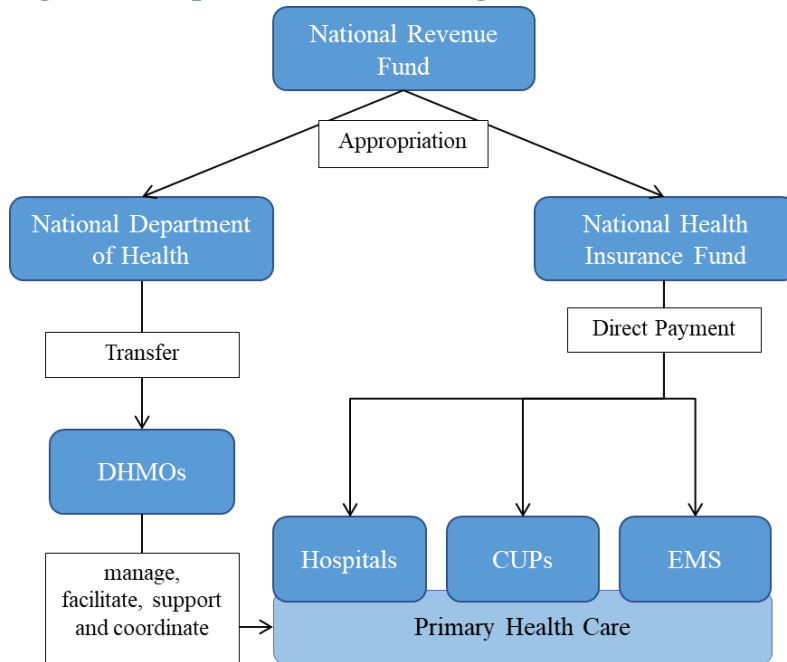 National Revenue
Fund
Appropriation
National Department
of Health
National Health
Insurance Fund
Transfer
Direct Payment
DHMOs
Hospitals
CUPs
EMS
manage,
facilitate, support
and coordinate
Primary Health Care